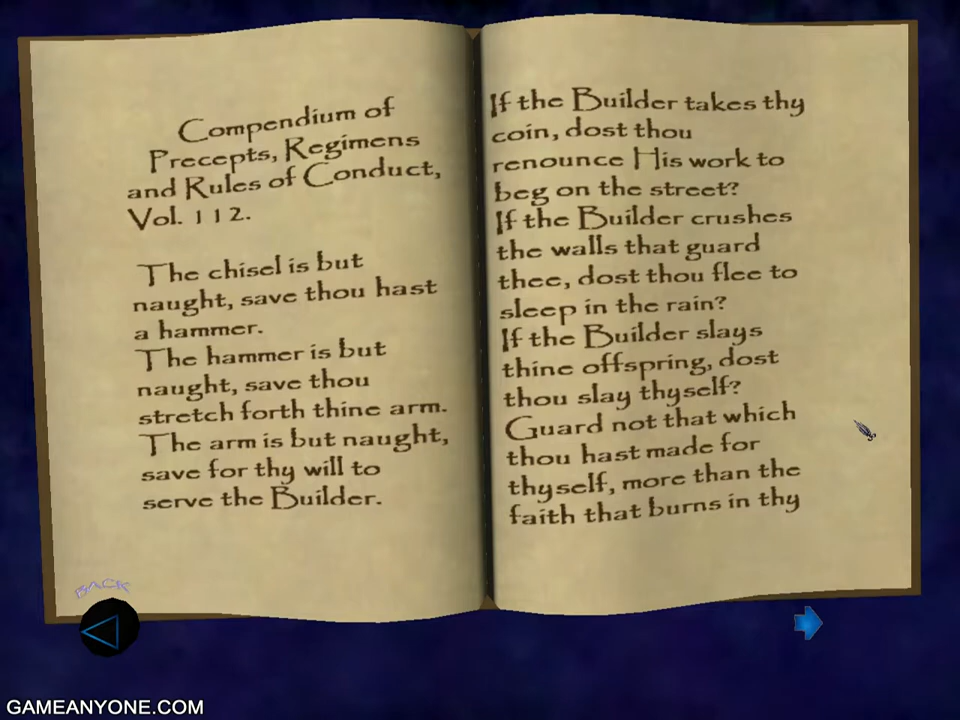 Compendium of
Precepts, Regimens
and Rules of Conduct,
Vol. 112.
The chisel is but
naught, save thou hast
a hammer.
The hammer is but
naught, save thou
stretch forth thine arm.
The arm is but naught,
save for thy will to
serve the Builder.
If the Builder takes thy
coin, dost thou
renounce His work to
beg on the street?
If the Builder crushes
the walls that guard
thee, dost thou flee to
sleep in the rain?
If the Builder slays
thine offspring, dost
thou slay thyself?
Guard not that which
thou hast made for
thyself, more than the
faith that burns in thy
BACK
GAMEANYONE.COM